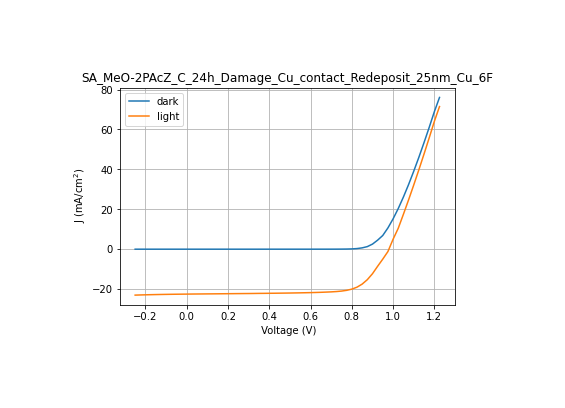 SA_MeO-2PAcZ_C_24h_Damage_Cu_contact_Redeposit_25nm_Cu_6F
dark
light
80
60
40
20
0
−20
J (mA/cm²)
−0.2 0.0 0.2 0.4 0.6 0.8 1.0 1.2
Voltage (V)